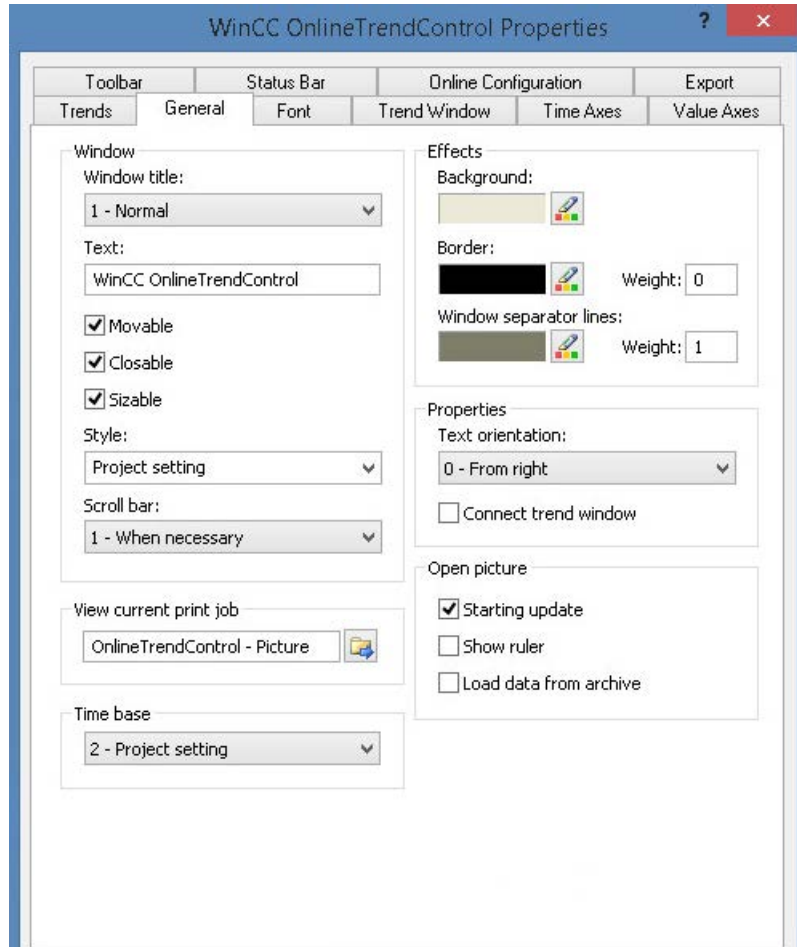 WinCC OnlineTrendControl Properties ? ×
Toolbar Status Bar Online Configuration Export
Trends General Font Trend Window Time Axes Value Axes
Window
Window title:
1 - Normal
Text:
WinCC OnlineTrendControl
Movable
Closable
Sizable
Style:
Project setting
Scroll bar:
1 - When necessary
View current print job
OnlineTrendControl - Picture
Time base
2 - Project setting
Effects
Background:
Border:
Weight: 0
Window separator lines:
Weight: 1
Properties
Text orientation:
0 - From right
Connect trend window
Open picture
Starting update
Show ruler
Load data from archive